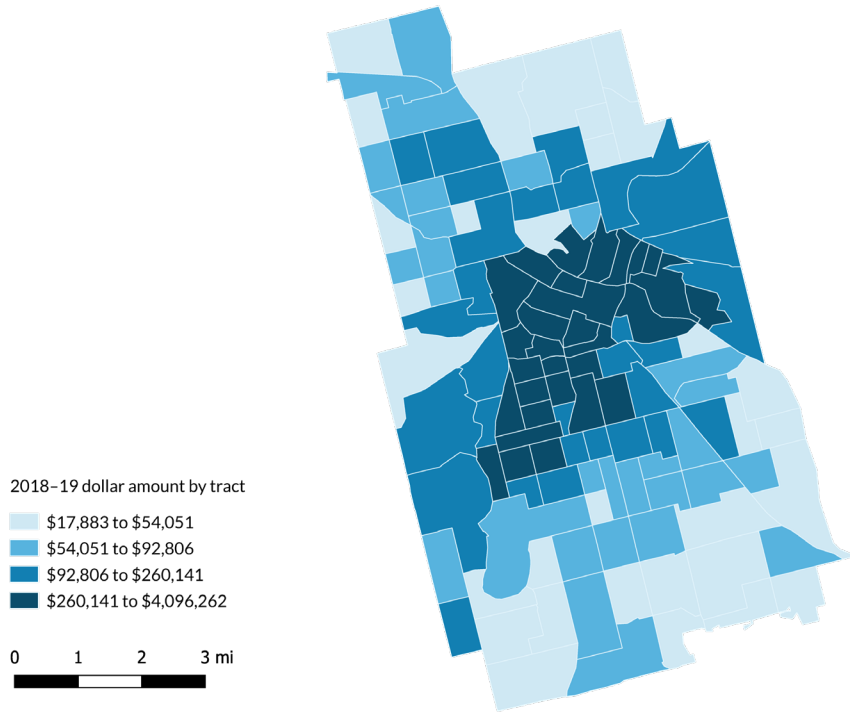 2018–19 dollar amount by tract
$17,883 to $54,051
$54,051 to $92,806
$92,806 to $260,141
$260,141 to $4,096,262
0 1 2 3 mi